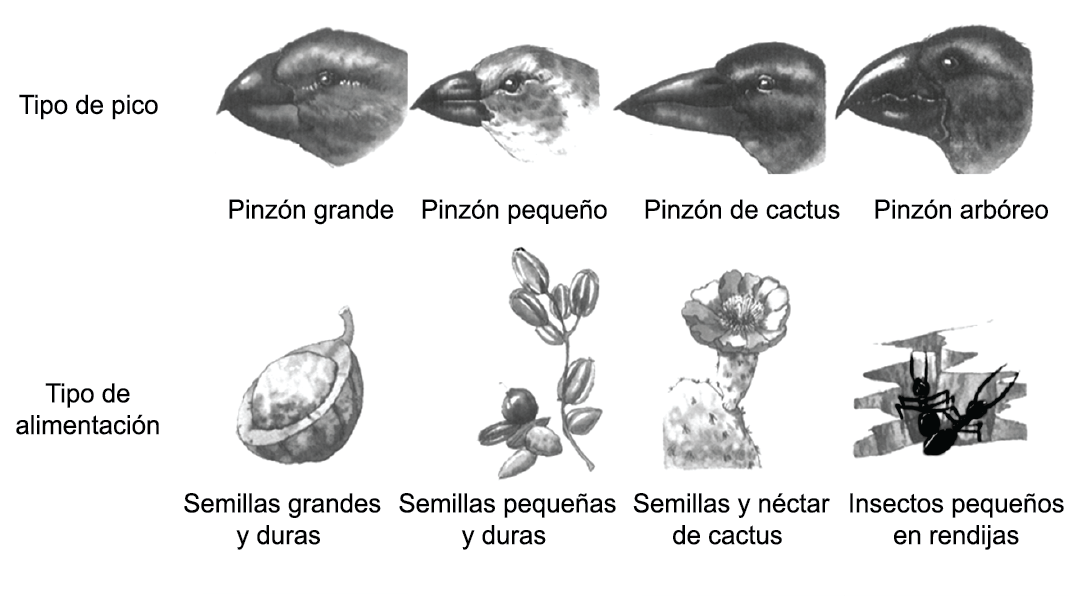 Tipo de pico
Pinzón grande
Pinzón pequeño
Pinzón de cactus
Pinzón arbóreo
Tipo de
alimentación
Semillas grandes
y duras
Semillas pequeñas
y duras
Semillas y néctar
de cactus
Insectos pequeños
en rendijas